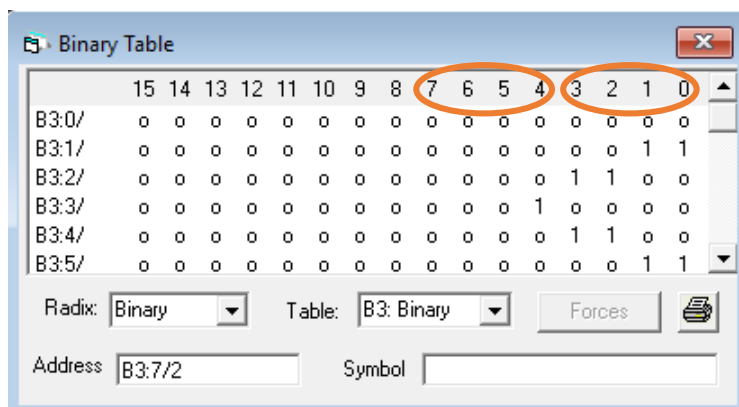 Binary Table
15 14 13 12 11 10 9 8 7 6 5 4 3 2 1 0
B3:0/ o o o o o o o o o o o o o o o o
B3:1/ o o o o o o o o o o o o o o 1 1
B3:2/ o o o o o o o o o o o o 1 1 o o
B3:3/ o o o o o o o o o o o 1 o o o o
B3:4/ o o o o o o o o o o o o 1 1 o o
B3:5/ o o o o o o o o o o o o o o 1 1
Radix: Binary Table: B3: Binary Forces
Address B3:7/2 Symbol